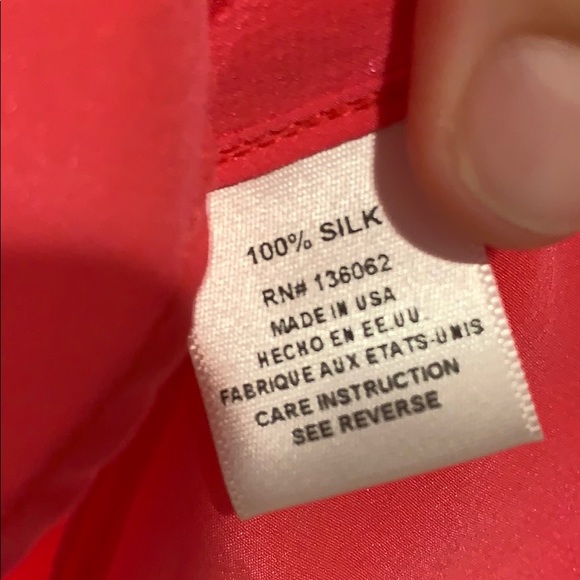 100% SILK
RN# 136062
MADE IN USA
HECHO EN EE.UU
FABRIQUE AUX ETATS-UNIS
CARE INSTRUCTION
SEE REVERSE